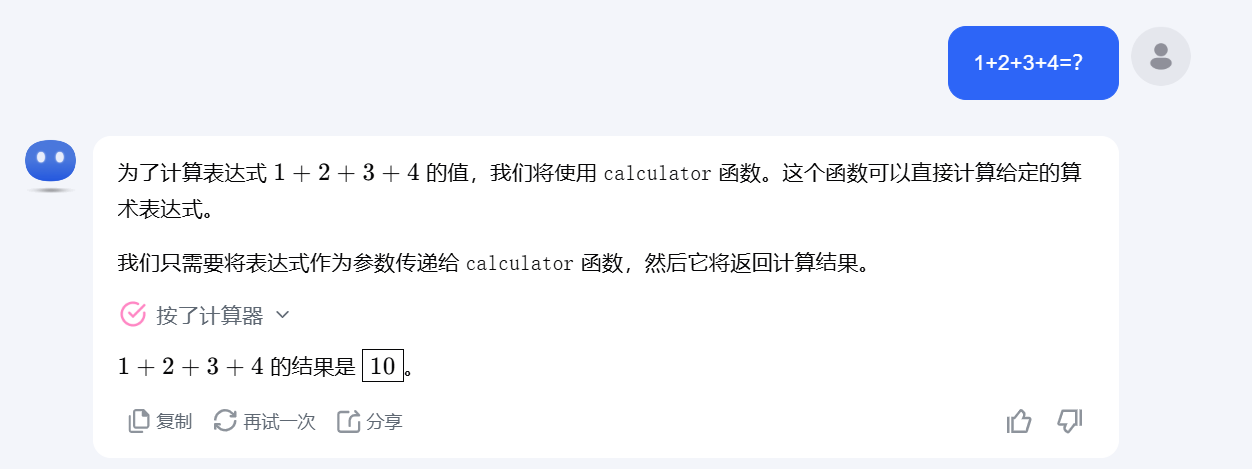 1+2+3+4=?
为了计算表达式 1 + 2 + 3 + 4 的值，我们将使用 calculator 函数。这个函数可以直接计算给定的算
术表达式。
我们只需要将表达式作为参数传递给 calculator 函数，然后它将返回计算结果。
按了计算器
1 + 2 + 3 + 4 的结果是 10。
复制 再试一次 分享